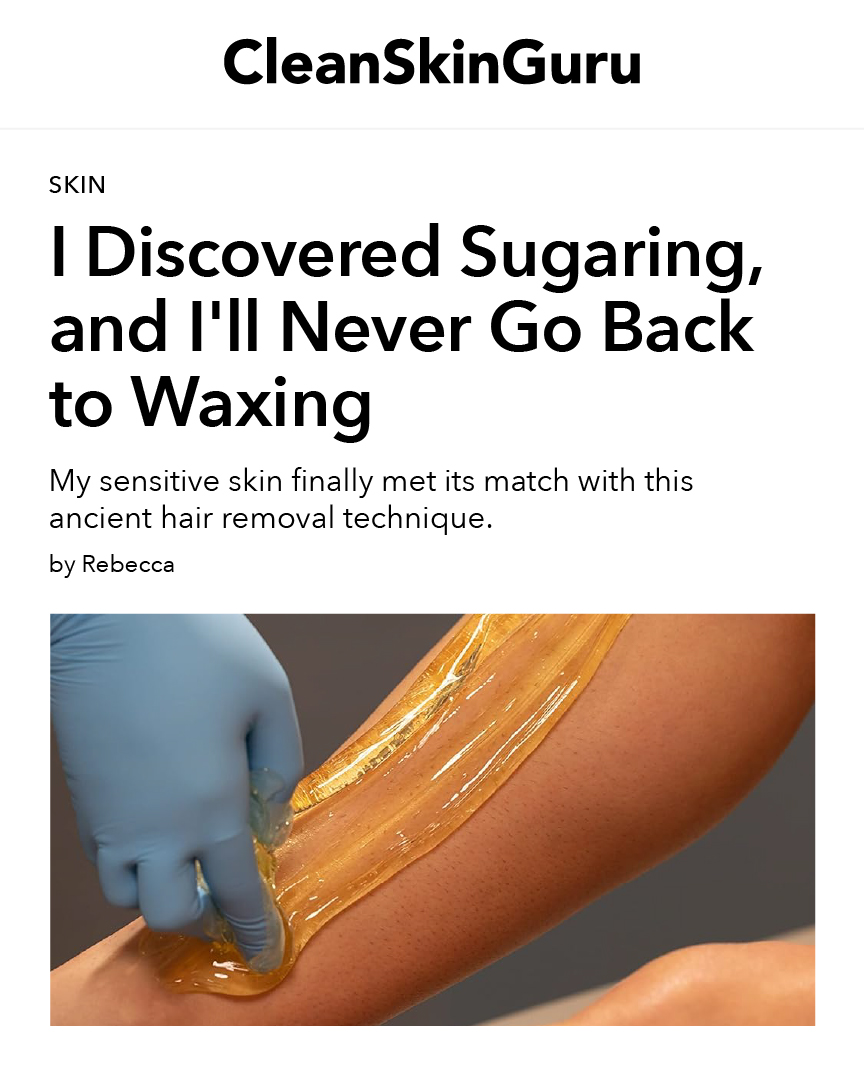 CleanSkinGuru
SKIN
I Discovered Sugaring,
and I'll Never Go Back
to Waxing
My sensitive skin finally met its match with this
ancient hair removal technique.
by Rebecca